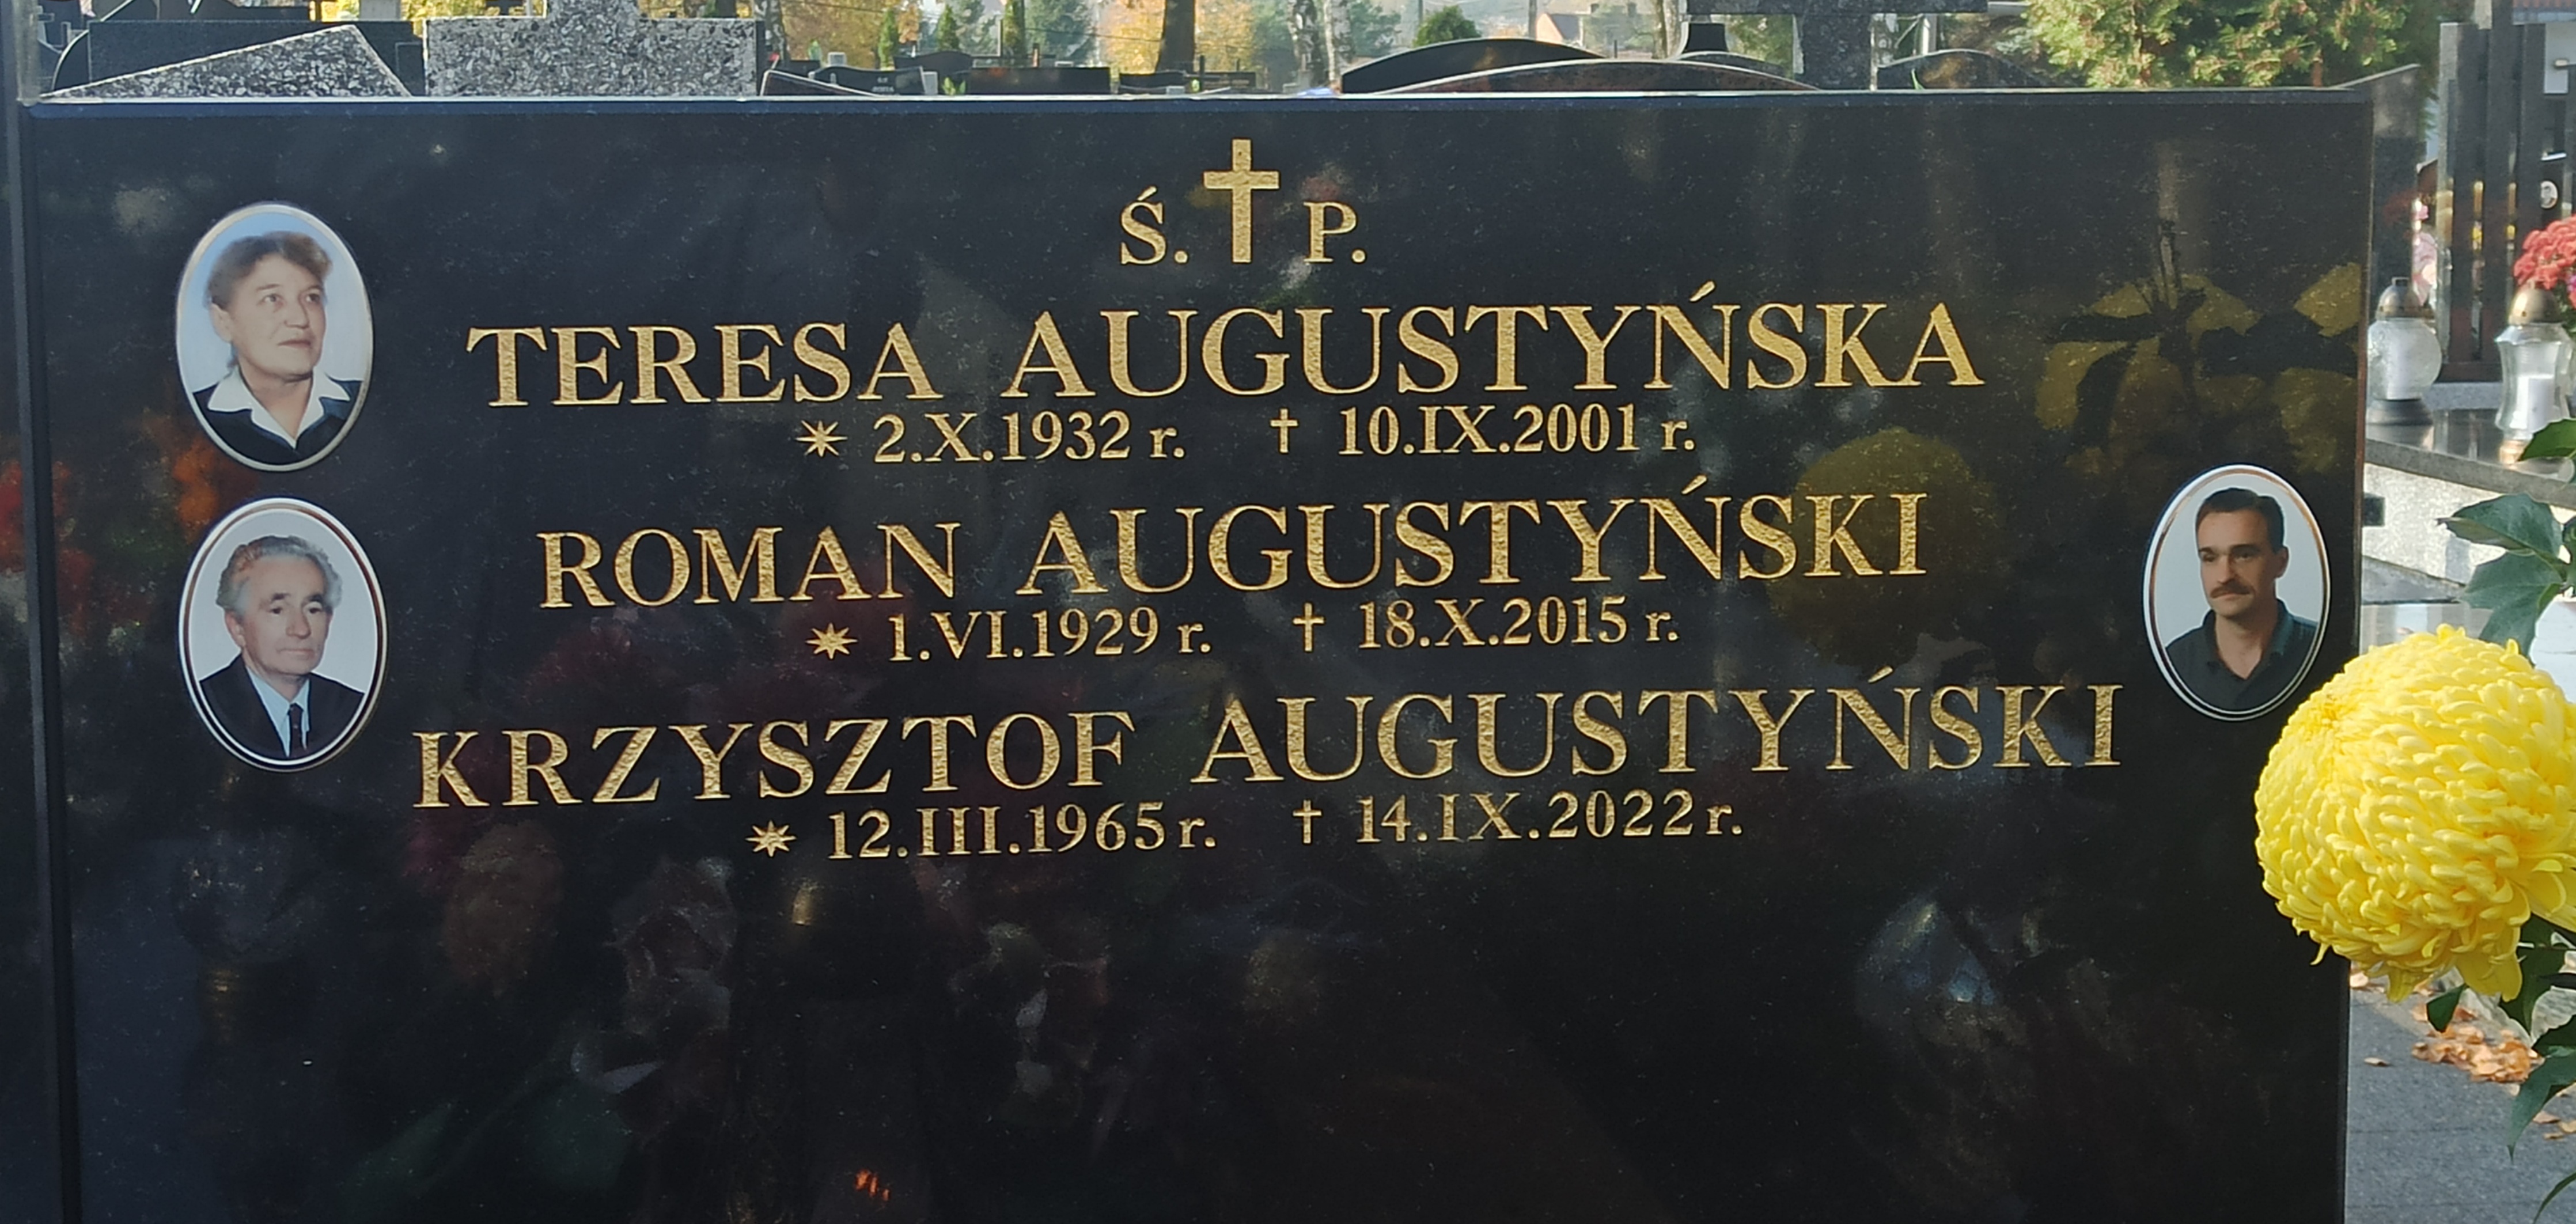 Ś. P.
TERESA AUGUSTYŃSKA
2.X.1932 r. 10.IX.2001 r.
ROMAN AUGUSTYŃSKI
1.VI.1929 r. 18.X.2015 r.
KRZYSZTOF AUGUSTYŃSKI
12.III.1965 r. 14.IX.2022 r.